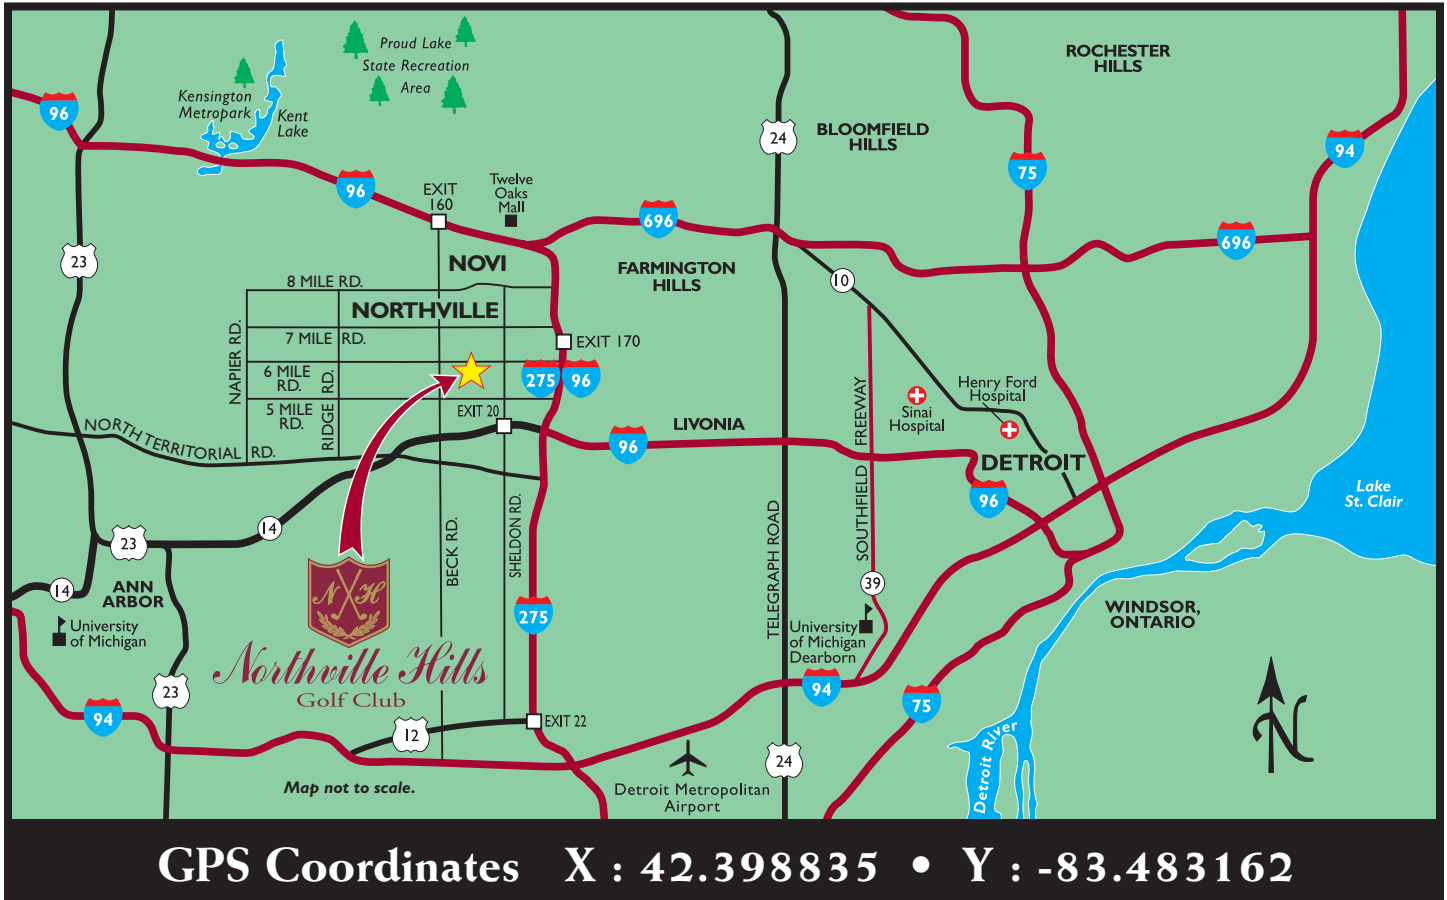 Proud Lake
State Recreation
Area
Kensington
Metropark
Kent
Lake
ROCHESTER
HILLS
BLOOMFIELD
HILLS
96
24
94
75
96
EXIT
160
Twelve
Oaks
Mall
696
696
23
NOVI
FARMINGTON
HILLS
10
8 MILE RD.
NORTHVILLE
7 MILE RD.
EXIT 170
NAPIER RD.
6 MILE
RD.
RIDGE RD.
275
96
5 MILE
RD.
EXIT 20
Henry Ford
Hospital
Sinai
Hospital
SOUTHFIELD FREEWAY
NORTH TERRITORIAL RD.
LIVONIA
96
DETROIT
96
Lake
St. Clair
14
23
BECK RD.
SHELDON RD.
TELEGRAPH ROAD
14
ANN
ARBOR
University
of Michigan
N H
39
275
University
of Michigan
Dearborn
WINDSOR,
ONTARIO
Northville Hills
Golf Club
23
94
94
75
12
EXIT 22
24
Detroit River
N
Map not to scale.
Detroit Metropolitan
Airport
GPS Coordinates X : 42.398835 • Y : -83.483162